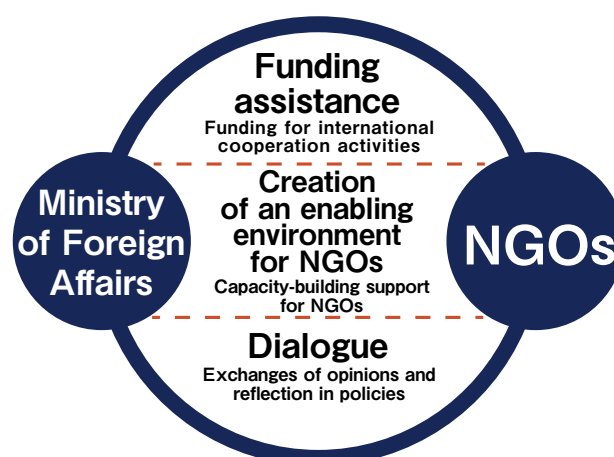 Funding
assistance
Funding for international
cooperation activities
Ministry
of Foreign
Affairs
Creation
of an enabling
environment
for NGOs
Capacity-building support
for NGOs
NGOs
Dialogue
Exchanges of opinions and
reflection in policies